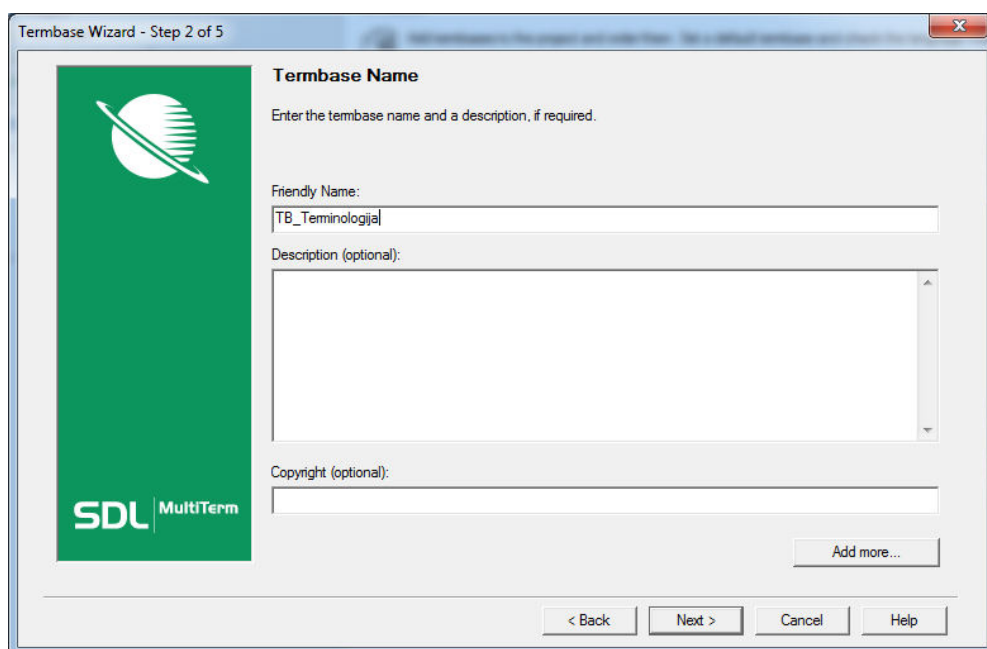 Termbase Wizard - Step 2 of 5
Termbase Name
Enter the termbase name and a description, if required.
Friendly Name:
TB_Terminologija
Description (optional):
Copyright (optional):
SDL MultiTerm
Add more...
< Back Next > Cancel Help